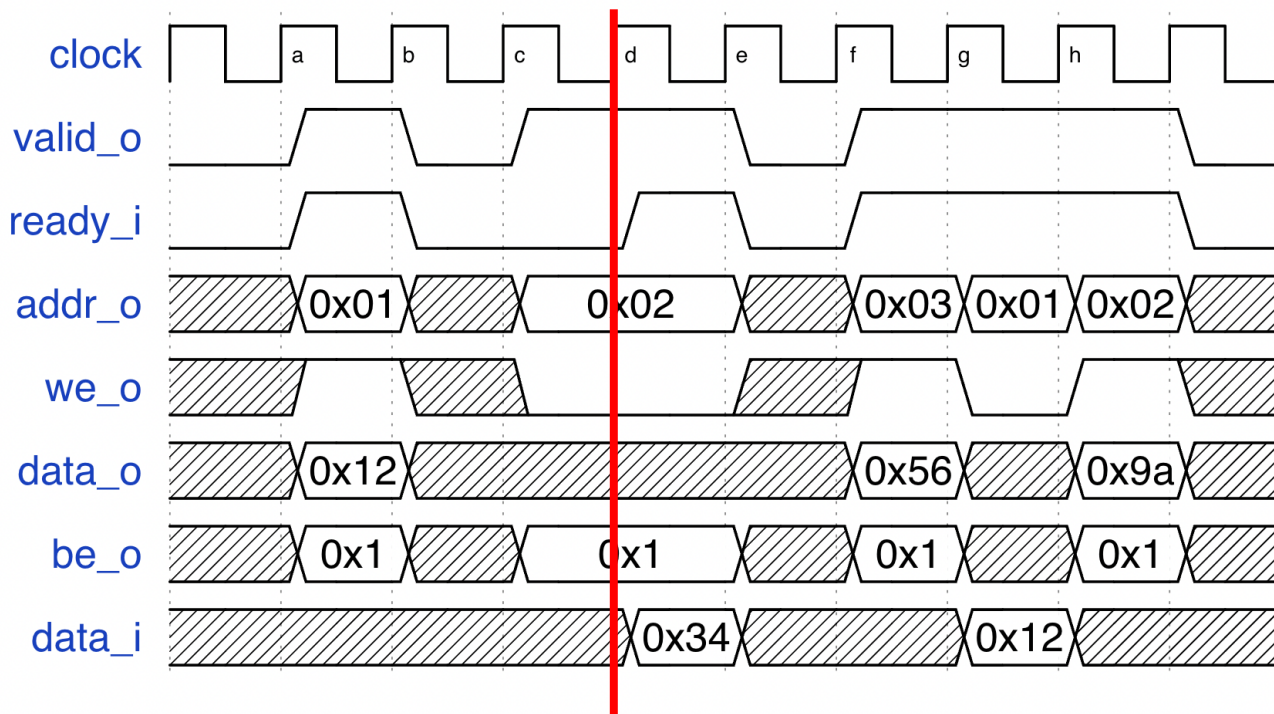 clock a b c d e f g h
valid_o
ready_i
addr_o 0x01 0x02 0x03 0x01 0x02
we_o
data_o 0x12 0x56 0x9a
be_o 0x1 0x1 0x1 0x1
data_i 0x34 0x12